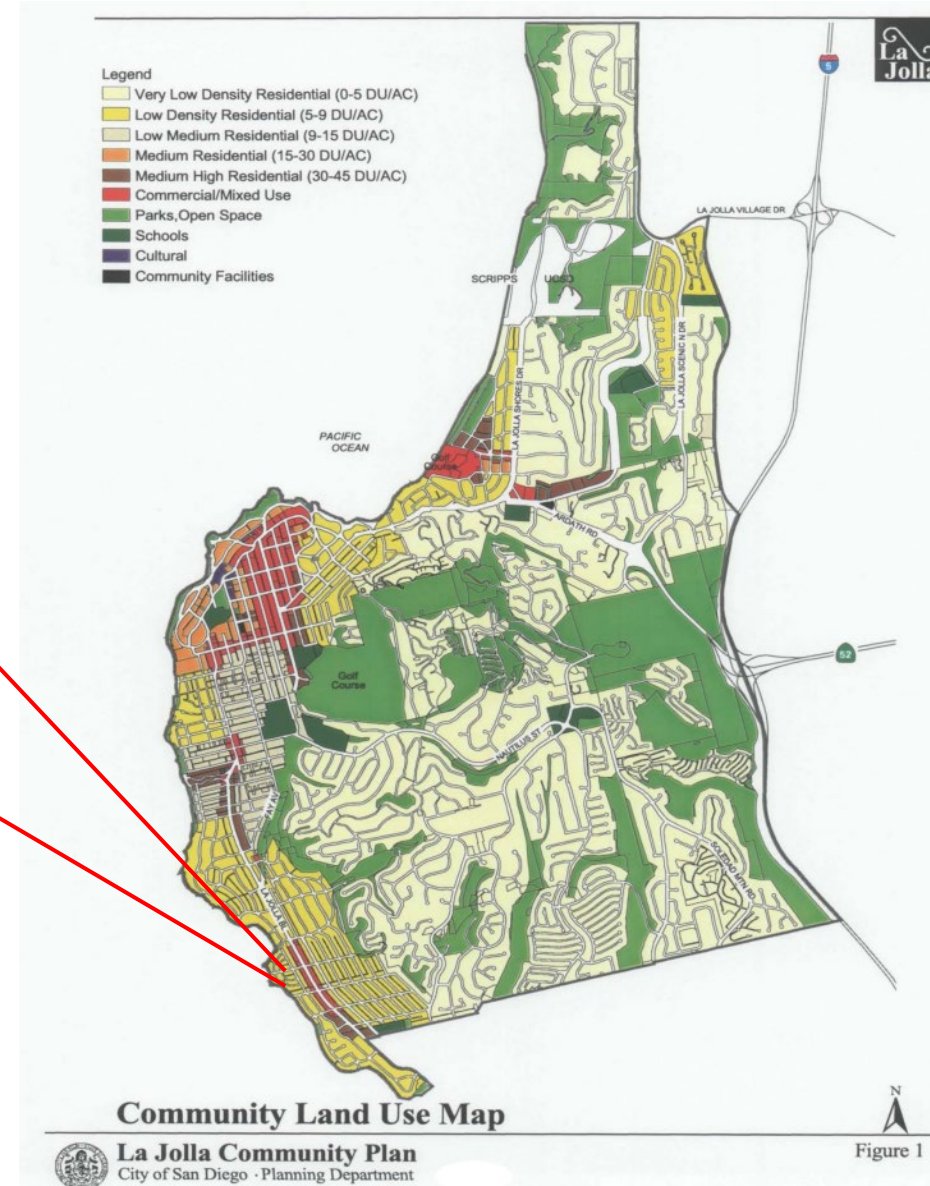 La
Jolla
Legend
Very Low Density Residential (0-5 DU/AC)
Low Density Residential (5-9 DU/AC)
Low Medium Residential (9-15 DU/AC)
Medium Residential (15-30 DU/AC)
Medium High Residential (30-45 DU/AC)
Commercial/Mixed Use
Parks,Open Space
Schools
Cultural
Community Facilities
5
LA JOLLA VILLAGE DR
SCRIPPS
UCSD
LA JOLLA SHORES DR
LA JOLLA SCENIC N DR
PACIFIC
OCEAN
Golf
Course
ARDATH RD
52
Golf
Course
NAUTILUS ST
SOLEDAD MTN RD
LA JOLLA BL
N
Community Land Use Map
La Jolla Community Plan
City of San Diego · Planning Department
Figure 1